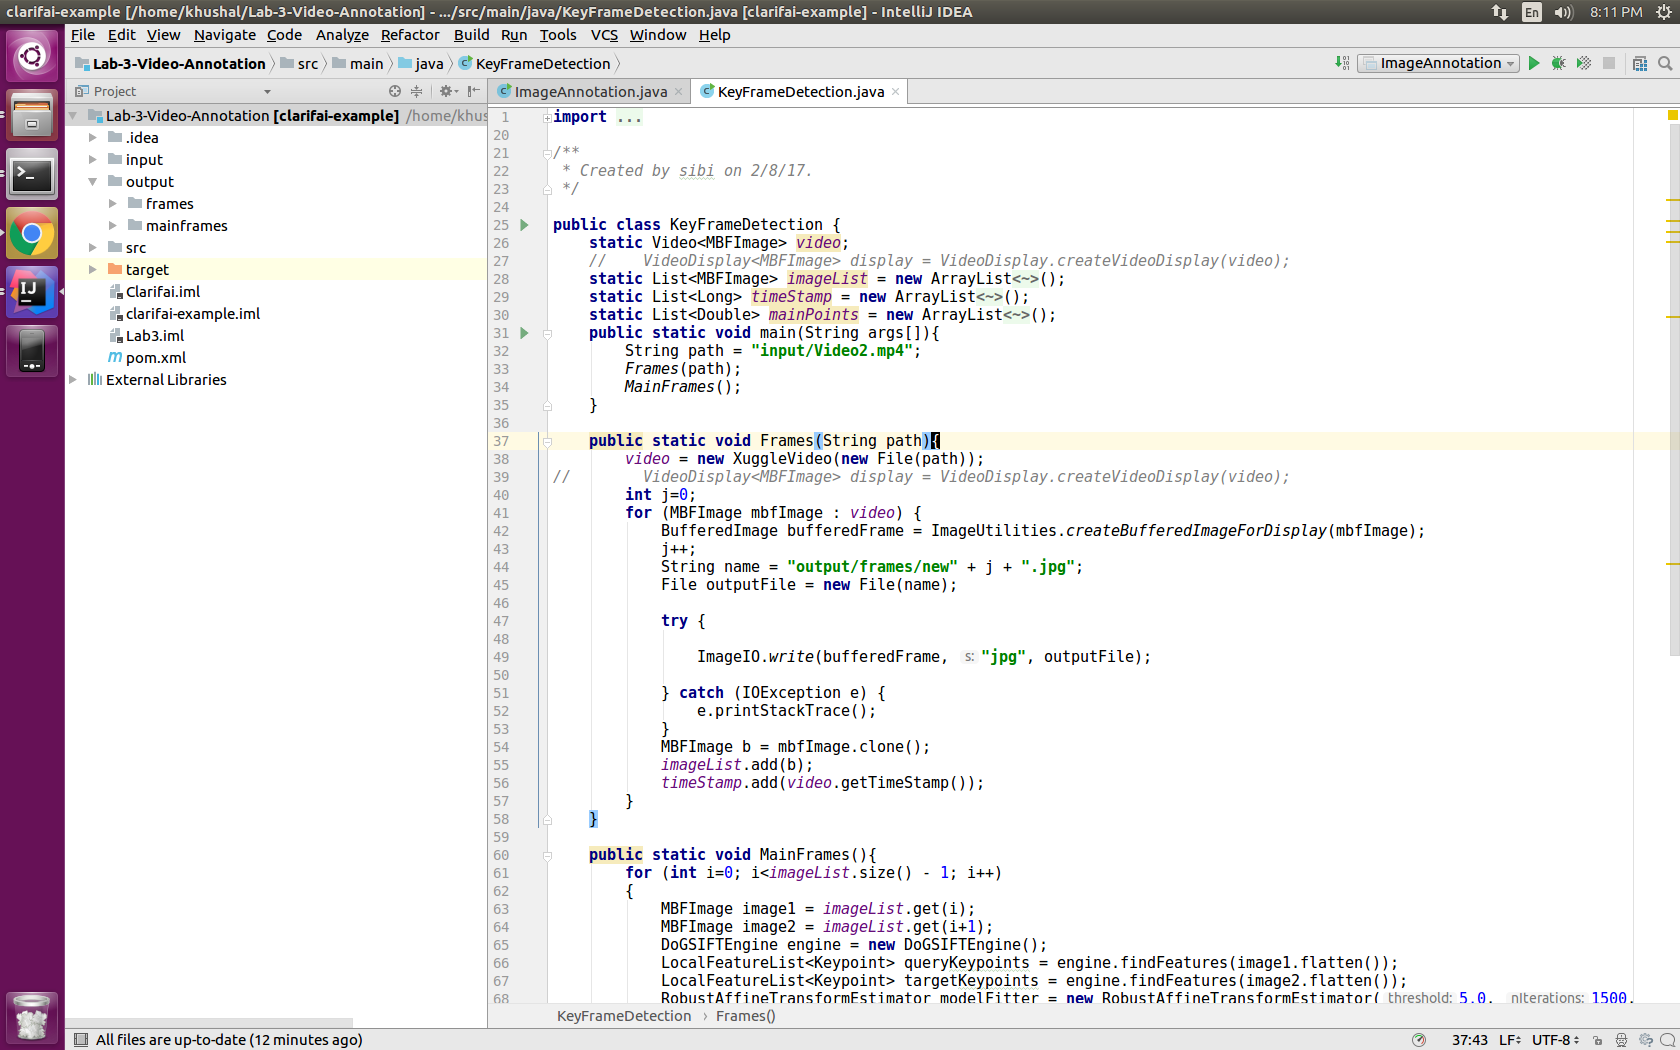 clarifai-example [/home/khushal/Lab-3-Video-Annotation] - .../src/main/java/KeyFrameDetection.java [clarifai-example] - IntelliJ IDEA
En
8:11 PM
File Edit View Navigate Code Analyze Refactor Build Run Tools VCS Window Help
Lab-3-Video-Annotation src main java KeyFrameDetection
ImageAnnotation
Project
ImageAnnotation.java
KeyFrameDetection.java
Lab-3-Video-Annotation [clarifai-example] /home/khus
.idea
input
output
frames
mainframes
src
target
Clarifai.iml
clarifai-example.iml
Lab3.iml
pom.xml
External Libraries
1 import ...
20
21 /**
22 * Created by sibi on 2/8/17.
23 */
24
25 public class KeyFrameDetection {
26 static Video<MBFImage> video;
27 // VideoDisplay<MBFImage> display = VideoDisplay.createVideoDisplay(video);
28 static List<MBFImage> imageList = new ArrayList<~>();
29 static List<Long> timeStamp = new ArrayList<~>();
30 static List<Double> mainPoints = new ArrayList<~>();
31 public static void main(String args[]){
32 String path = "input/Video2.mp4";
33 Frames(path);
34 MainFrames();
35 }
36
37 public static void Frames(String path){
38 video = new XuggleVideo(new File(path));
39 // VideoDisplay<MBFImage> display = VideoDisplay.createVideoDisplay(video);
40 int j=0;
41 for (MBFImage mbfImage : video) {
42 BufferedImage bufferedFrame = ImageUtilities.createBufferedImageForDisplay(mbfImage);
43 j++;
44 String name = "output/frames/new" + j + ".jpg";
45 File outputFile = new File(name);
46
47 try {
48
49 ImageIO.write(bufferedFrame, s: "jpg", outputFile);
50
51 } catch (IOException e) {
52 e.printStackTrace();
53 }
54 MBFImage b = mbfImage.clone();
55 imageList.add(b);
56 timeStamp.add(video.getTimeStamp());
57 }
58 }
59
60 public static void MainFrames(){
61 for (int i=0; i<imageList.size() - 1; i++)
62 {
63 MBFImage image1 = imageList.get(i);
64 MBFImage image2 = imageList.get(i+1);
65 DoGSIFTEngine engine = new DoGSIFTEngine();
66 LocalFeatureList<Keypoint> queryKeypoints = engine.findFeatures(image1.flatten());
67 LocalFeatureList<Keypoint> targetKeypoints = engine.findFeatures(image2.flatten());
68 RobustAffineTransformEstimator modelFitter = new RobustAffineTransformEstimator( threshold: 5.0, nIterations: 1500,
KeyFrameDetection › Frames()
All files are up-to-date (12 minutes ago)
37:43 LF UTF-8